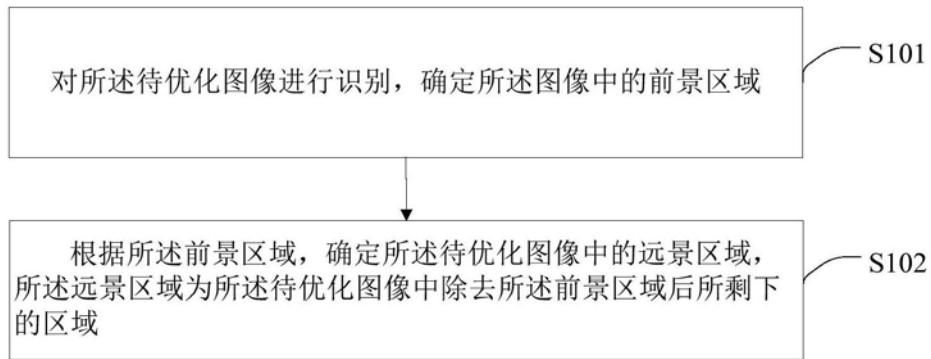 对所述待优化图像进行识别，确定所述图像中的前景区域
S101
根据所述前景区域，确定所述待优化图像中的远景区域，
所述远景区域为所述待优化图像中除去所述前景区域后所剩下
的区域
S102